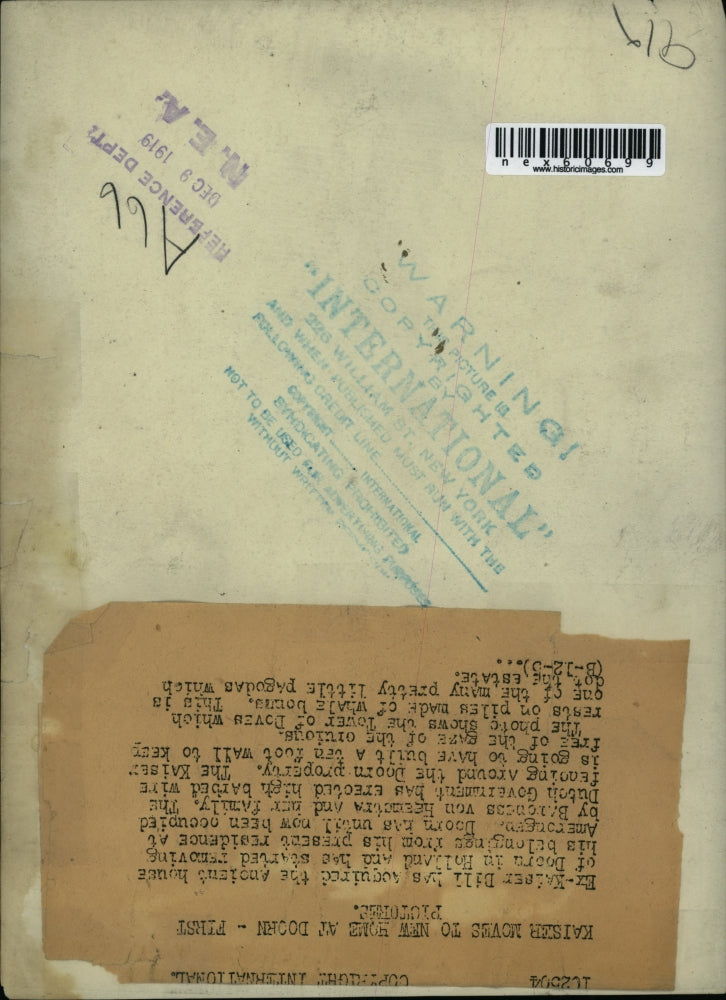 912
nex60699
www.historicimages.com
REFERENCE DEPT.
DEC 9 1919
N. E. A.
A66
WARNING!
THIS PICTURE IS
COPYRIGHTED
BY
"INTERNATIONAL"
226 WILLIAM ST., NEW YORK
AND WHEN PUBLISHED MUST RUN WITH THE
FOLLOWING CREDIT LINE
COPYRIGHT INTERNATIONAL
SYNDICATING PROHIBITED
NOT TO BE USED FOR ADVERTISING PURPOSES
WITHOUT
102504 COPYRIGHT INTERNATIONAL
KAISER MOVES TO NEW HOME AT DOORN - FIRST
PICTURES.
Ex-Kaiser Bill has acquired the Ancient house
of Doorn in Holland and has started removing
his belongings from his present residence at
Amerongen. Doorn has until now been occupied
by Baroness von Heemstra and her family. The
Dutch Government has erected high barbed wire
fencing around the Doorn property. The Kaiser
is going to have built a ten foot wall to keep
free of the gaze of the curious.
The photo shows the Tower of Doves which
rests on piles made of whale bones. This is
one of the many pretty little pagodas which
dot the estate.
(B-12-5)...